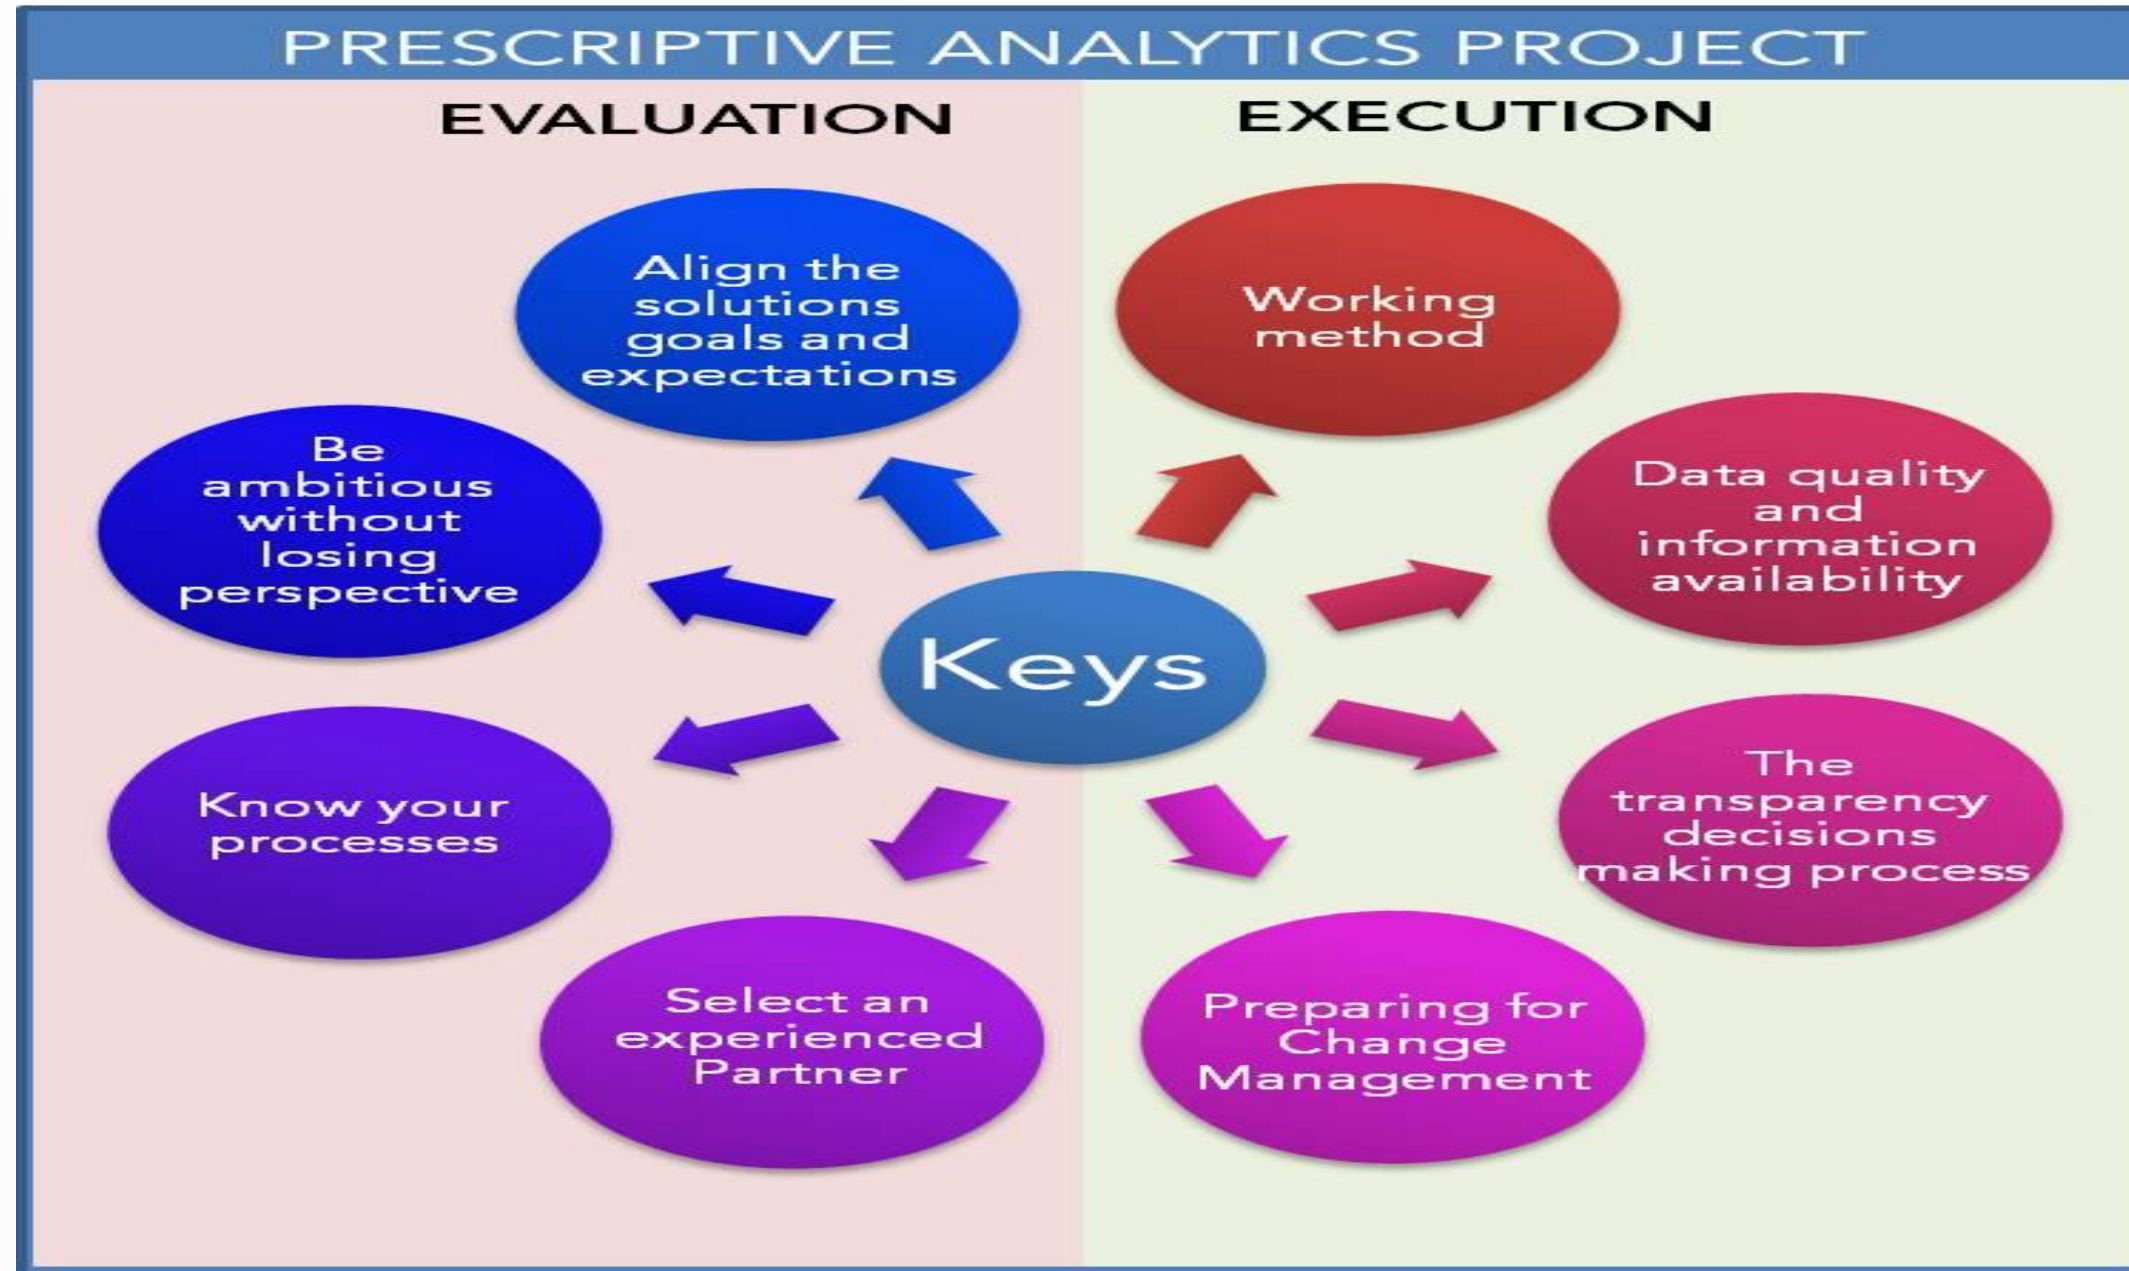 PRESCRIPTIVE ANALYTICS PROJECT
EVALUATION
EXECUTION
Align the
solutions
goals and
expectations
Working
method
Be
ambitious
without
losing
perspective
Data quality
and
information
availability
Keys
Know your
processes
The
transparency
decisions
making process
Select an
experienced
Partner
Preparing for
Change
Management